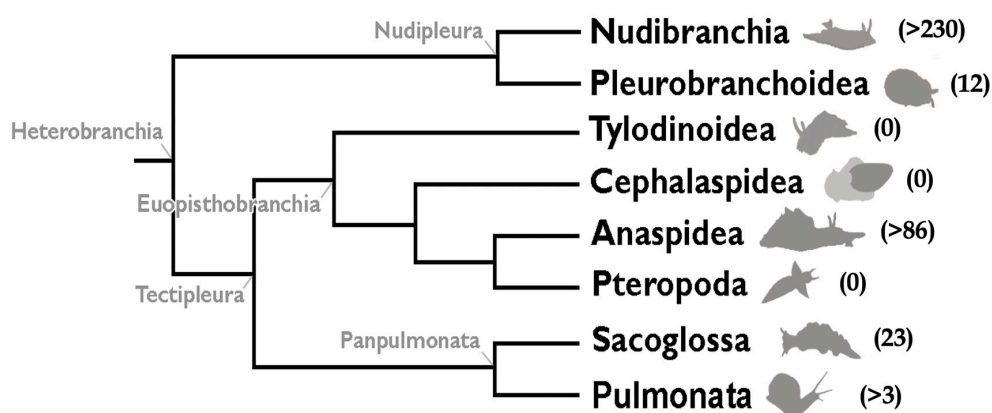 Nudipleura
Nudibranchia (>230)
Pleurobranchoidea (12)
Heterobranchia
Tylodinoidea (0)
Cephalaspidea (0)
Euopisthobranchia
Anaspidea (>86)
Pteropoda (0)
Tectipleura
Panpulmonata
Sacoglossa (23)
Pulmonata (>3)